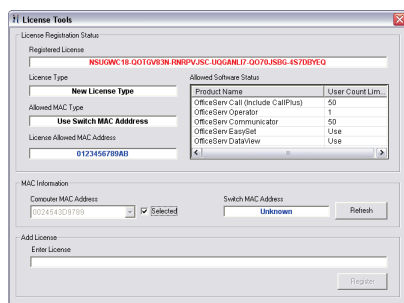 License Tools
License Registration Status
Registered License
NSUGWC18-QOTGV83N-RNRPVJSC-UQGANLI7-QO70JSBG-4S7DBYEQ
License Type
New License Type
Allowed MAC Type
Use Switch MAC Adddress
License Allowed MAC Address
0123456789AB
Allowed Software Status
Product Name User Count Lim...
OfficeServ Call (Include CallPlus) 50
OfficeServ Operator 1
OfficeServ Communicator 50
OfficeServ EasySet Use
OfficeServ DataView Use
MAC Information
Computer MAC Address
0024543D9789
Selected
Switch MAC Address
Unknown
Refresh
Add License
Enter License
Register